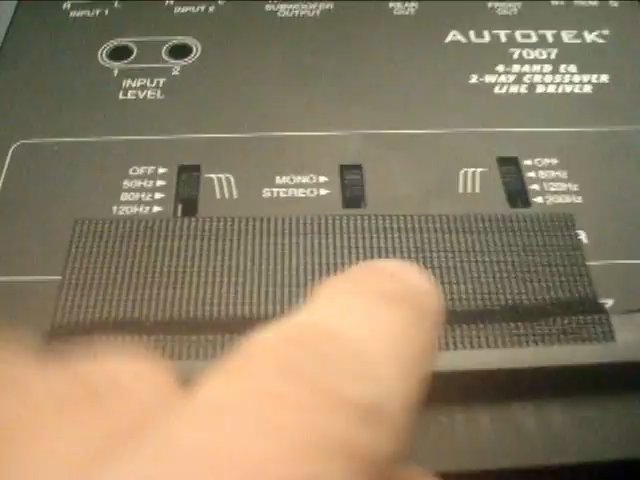 INPUT 1
INPUT 2
SUBWOOFER
OUTPUT
REAR
OUT
FRONT
OUT
AUTOTEK
7007
4-BAND EQ
2-WAY CROSSOVER
LINE DRIVER
1 2
INPUT
LEVEL
OFF
50Hz
80Hz
120Hz
MONO
STEREO
OFF
80Hz
120Hz
200Hz